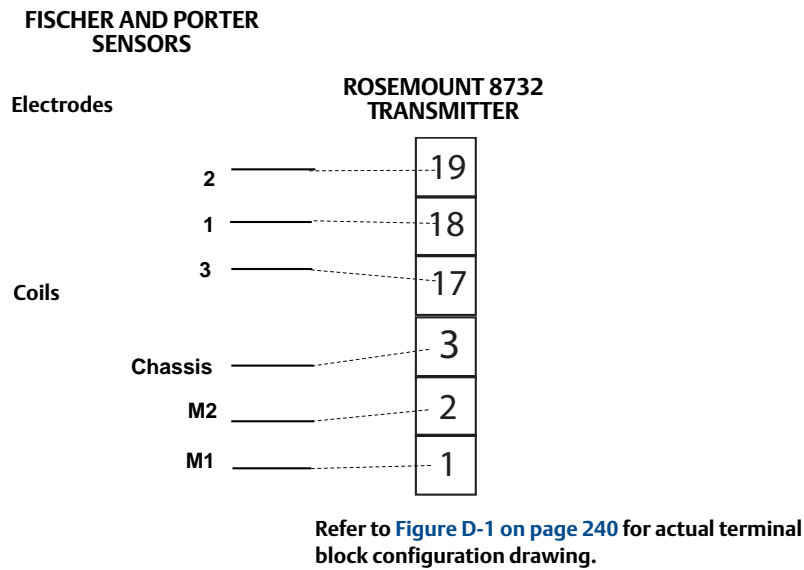 FISCHER AND PORTER
SENSORS
ROSEMOUNT 8732
TRANSMITTER
Electrodes
2
19
1
18
3
17
Coils
Chassis
3
M2
2
M1
1
Refer to Figure D-1 on page 240 for actual terminal
block configuration drawing.